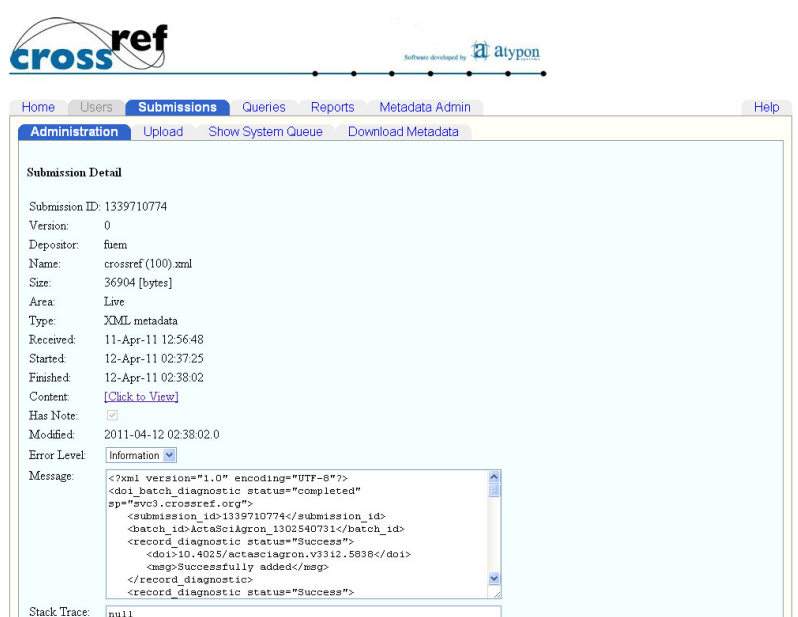 crossref
Software developed by atypon
SYSTEMS
Home Users Submissions Queries Reports Metadata Admin Help
Administration Upload Show System Queue Download Metadata
Submission Detail
Submission ID: 1339710774
Version: 0
Depositor: fuem
Name: crossref (100).xml
Size: 36904 [bytes]
Area: Live
Type: XML metadata
Received: 11-Apr-11 12:56:48
Started: 12-Apr-11 02:37:25
Finished: 12-Apr-11 02:38:02
Content: [Click to View]
Has Note:
Modified: 2011-04-12 02:38:02.0
Error Level: Information
Message: <?xml version="1.0" encoding="UTF-8"?>
<doi_batch_diagnostic status="completed"
sp="svc3.crossref.org">
<submission_id>1339710774</submission_id>
<batch_id>ActaSciAgron_1302540731</batch_id>
<record_diagnostic status="Success">
<doi>10.4025/actasciagron.v33i2.5838</doi>
<msg>Successfully added</msg>
</record_diagnostic>
<record_diagnostic status="Success">
Stack Trace: null